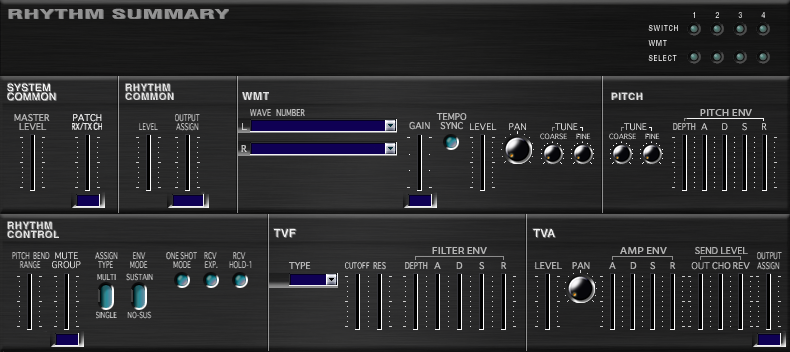 RHYTHM SUMMARY
1 2 3 4
SWITCH
WMT
SELECT
SYSTEM COMMON
MASTER LEVEL
PATCH RX/TX CH
RHYTHM COMMON
LEVEL
OUTPUT ASSIGN
WMT
WAVE NUMBER
L
R
GAIN
TEMPO SYNC
LEVEL
PAN
TUNE
COARSE FINE
PITCH
TUNE
COARSE FINE
PITCH ENV
DEPTH A D S R
RHYTHM CONTROL
PITCH BEND RANGE
MUTE GROUP
ASSIGN TYPE
MULTI
SINGLE
ENV MODE
SUSTAIN
NO-SUS
ONE SHOT MODE
RCV EXP.
RCV HOLD-1
TVF
TYPE
CUTOFF RES
FILTER ENV
DEPTH A D S R
TVA
LEVEL
PAN
AMP ENV
A D S R
SEND LEVEL
OUT CHO REV
OUTPUT ASSIGN